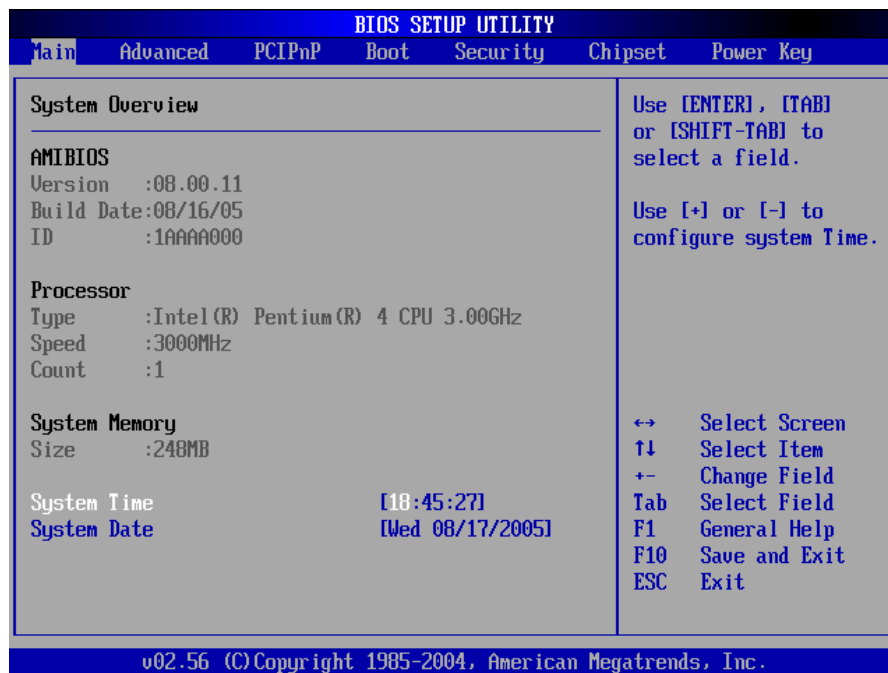 BIOS SETUP UTILITY
Main Advanced PCIPnP Boot Security Chipset Power Key
System Overview
AMIBIOS
Version :08.00.11
Build Date:08/16/05
ID :1AAAA000
Processor
Type :Intel(R) Pentium(R) 4 CPU 3.00GHz
Speed :3000MHz
Count :1
System Memory
Size :248MB
System Time [18:45:27]
System Date [Wed 08/17/2005]
Use [ENTER], [TAB]
or [SHIFT-TAB] to
select a field.
Use [+] or [-] to
configure system Time.
←→ Select Screen
↑↓ Select Item
+- Change Field
Tab Select Field
F1 General Help
F10 Save and Exit
ESC Exit
v02.56 (C)Copyright 1985-2004, American Megatrends, Inc.